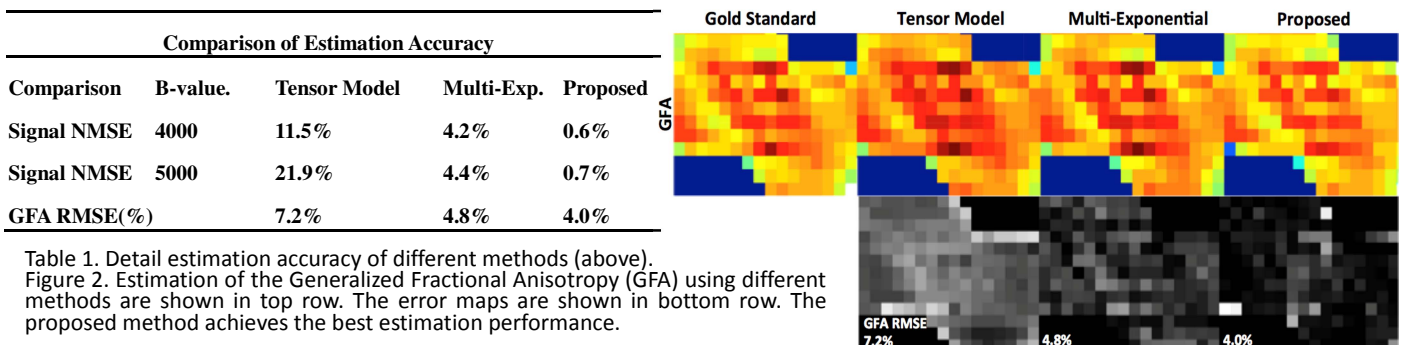 Comparison of Estimation Accuracy
Comparison B-value. Tensor Model Multi-Exp. Proposed
Signal NMSE 4000 11.5% 4.2% 0.6%
Signal NMSE 5000 21.9% 4.4% 0.7%
GFA RMSE(%) 7.2% 4.8% 4.0%
Table 1. Detail estimation accuracy of different methods (above).
Figure 2. Estimation of the Generalized Fractional Anisotropy (GFA) using different
methods are shown in top row. The error maps are shown in bottom row. The
proposed method achieves the best estimation performance.
Gold Standard Tensor Model Multi-Exponential Proposed
GFA
GFA RMSE
7.2% 4.8% 4.0%